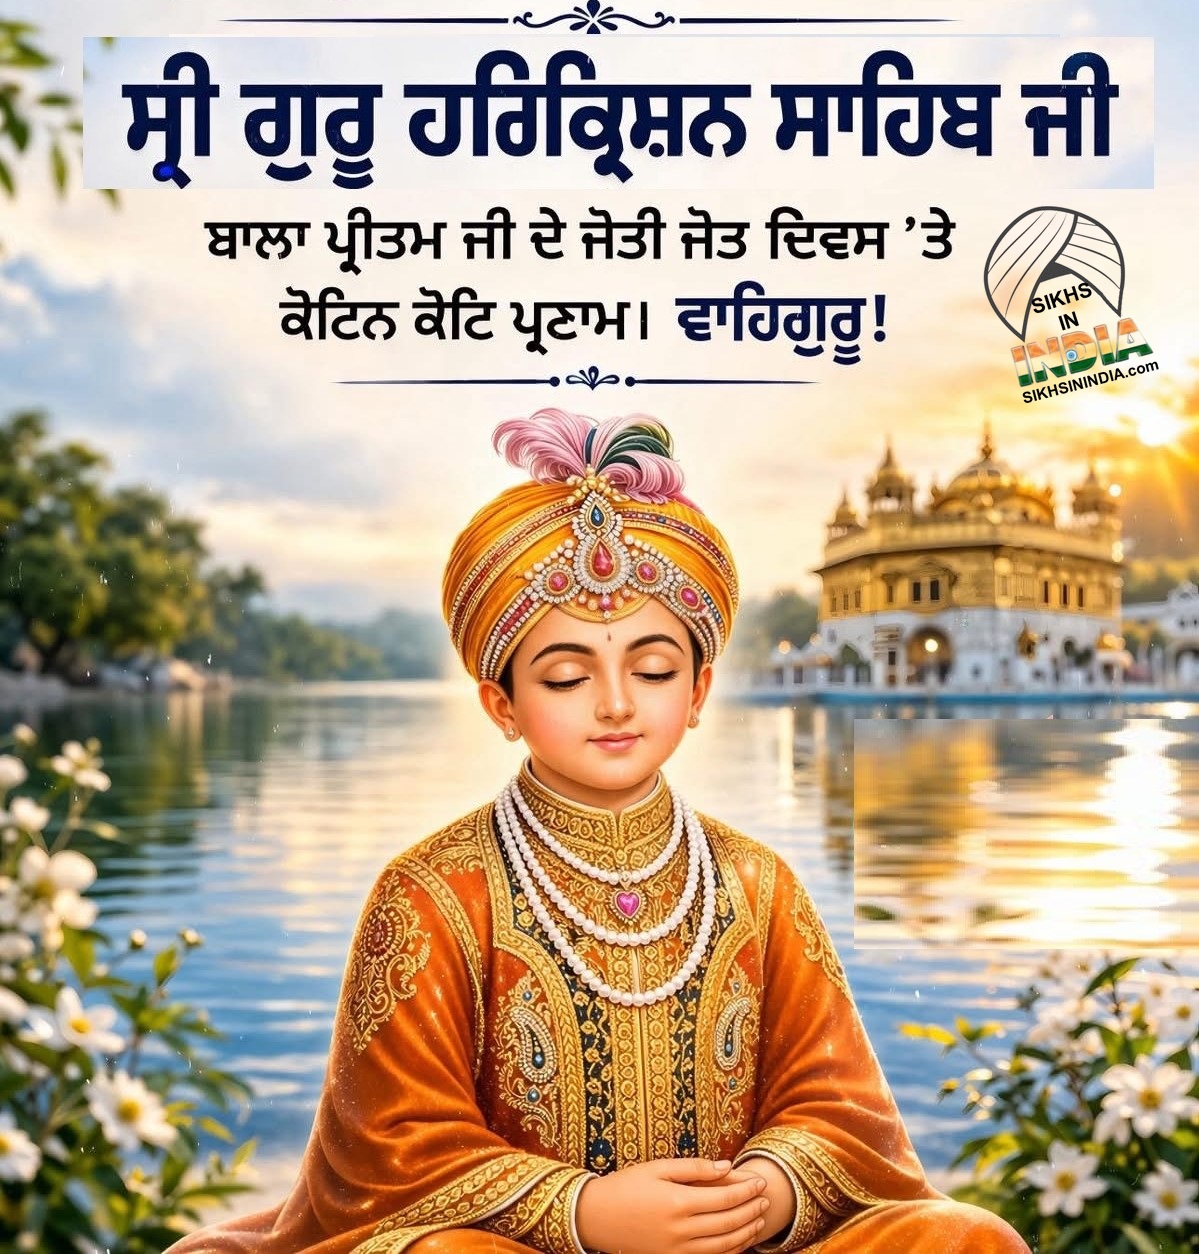 ਸ੍ਰੀ ਗੁਰੂ ਹਰਿਕ੍ਰਿਸ਼ਨ ਸਾਹਿਬ ਜੀ
ਬਾਲਾ ਪ੍ਰੀਤਮ ਜੀ ਦੇ ਜੋਤੀ ਜੋਤ ਦਿਵਸ ’ਤੇ
ਕੋਟਿਨ ਕੋਟਿ ਪ੍ਰਣਾਮ। ਵਾਹਿਗੁਰੂ!
SIKHS
IN
INDIA
SIKHSININDIA.com